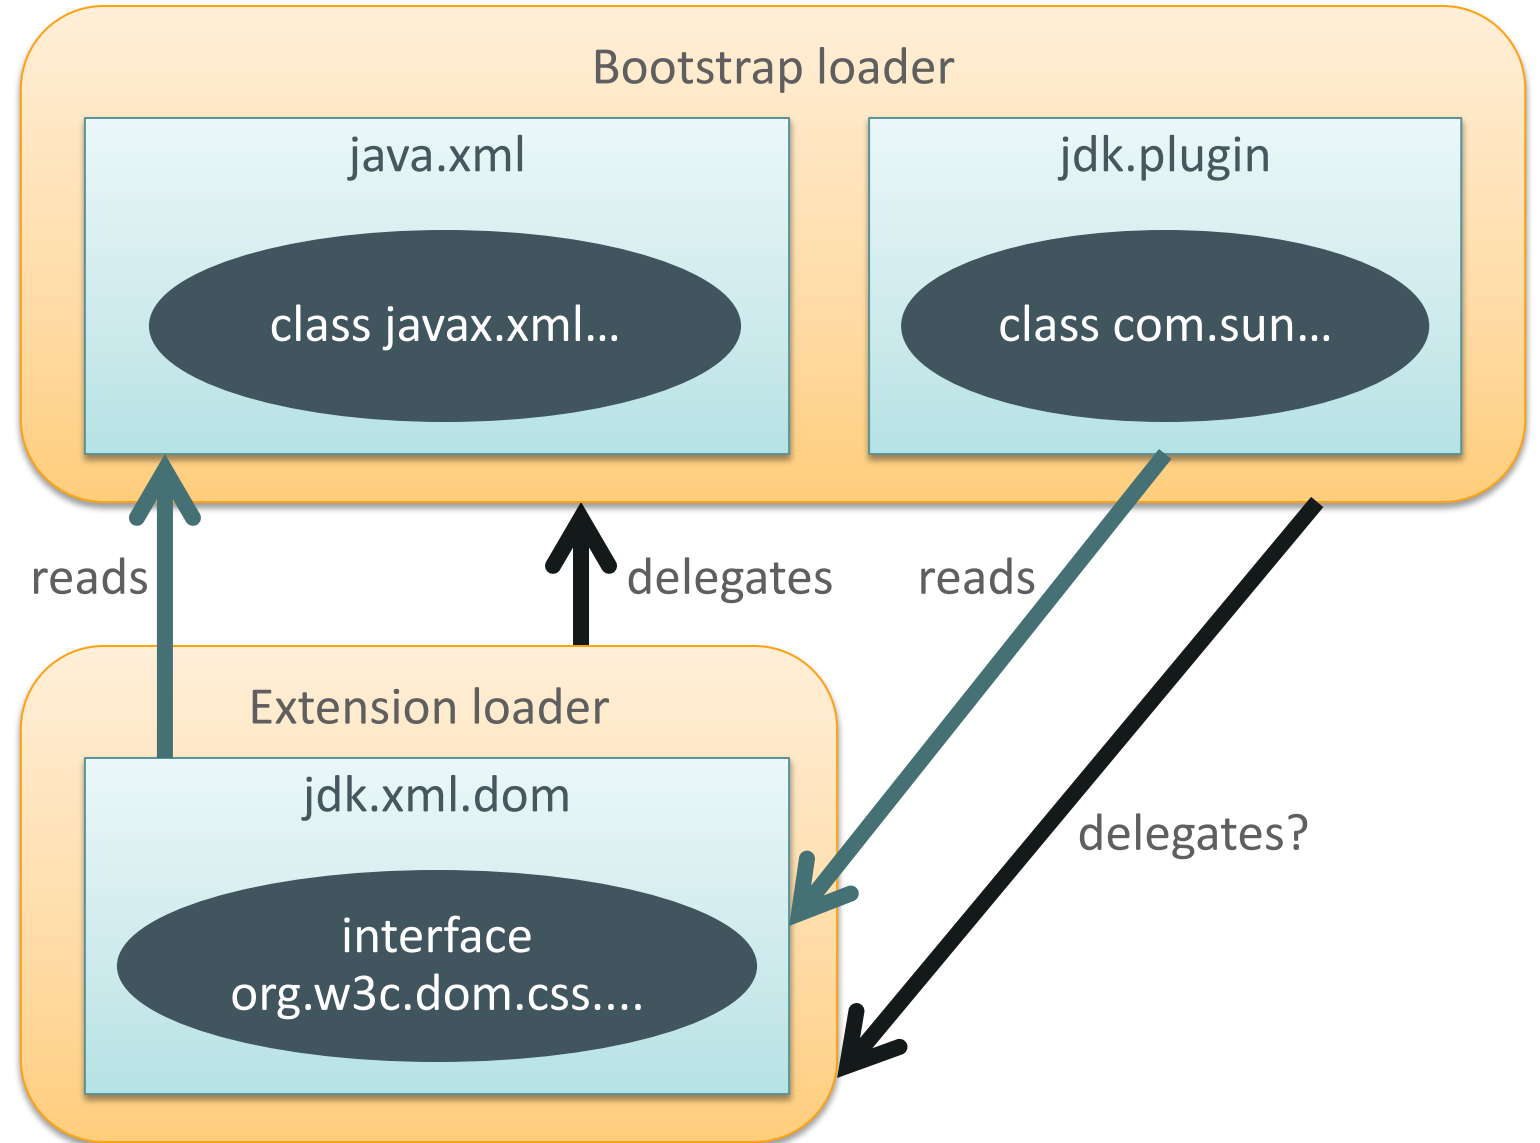 Bootstrap loader
java.xml
jdk.plugin
class javax.xml…
class com.sun…
reads
delegates
reads
Extension loader
jdk.xml.dom
delegates?
interface
org.w3c.dom.css….